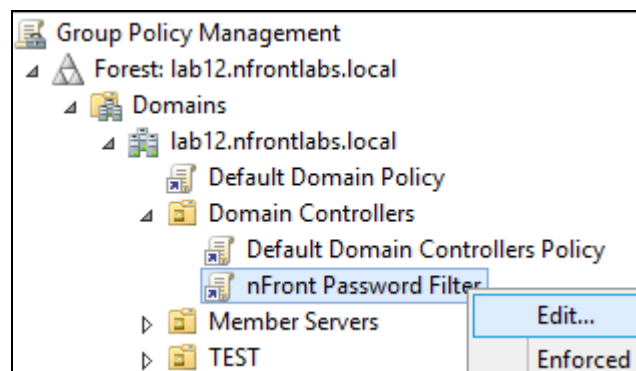 Group Policy Management
Forest: lab12.nfrontlabs.local
Domains
lab12.nfrontlabs.local
Default Domain Policy
Domain Controllers
Default Domain Controllers Policy
nFront Password Filter
Edit...
Member Servers
TEST
Enforced